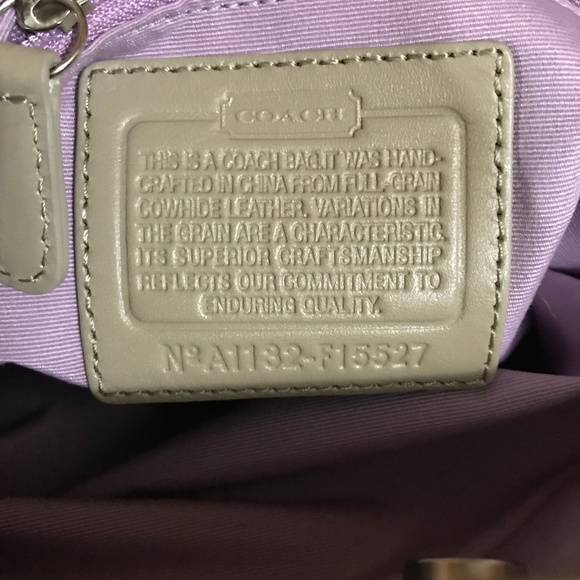 COACH
THIS IS A COACH BAG. IT WAS HAND-
CRAFTED IN CHINA FROM FULL-GRAIN
COWHIDE LEATHER. VARIATIONS IN
THE GRAIN ARE A CHARACTERISTIC.
ITS SUPERIOR CRAFTSMANSHIP
REFLECTS OUR COMMITMENT TO
ENDURING QUALITY.
Nº A1182-F15527